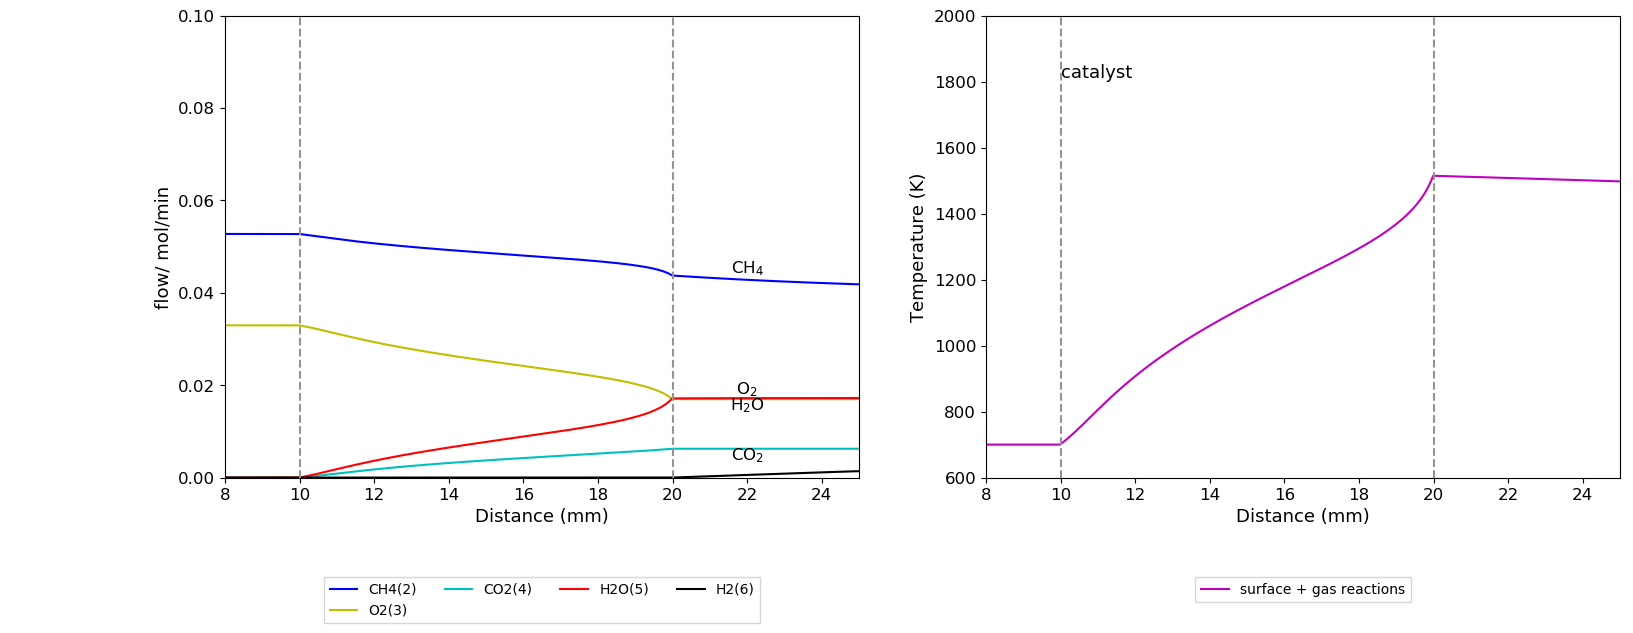 0.10
0.08
0.06
0.04
0.02
0.00
flow/ mol/min
CH₄
O₂
H₂O
CO₂
8 10 12 14 16 18 20 22 24
Distance (mm)
CH4(2) CO2(4) H2O(5) H2(6)
O2(3)
2000
1800
1600
1400
1200
1000
800
600
Temperature (K)
catalyst
8 10 12 14 16 18 20 22 24
Distance (mm)
surface + gas reactions